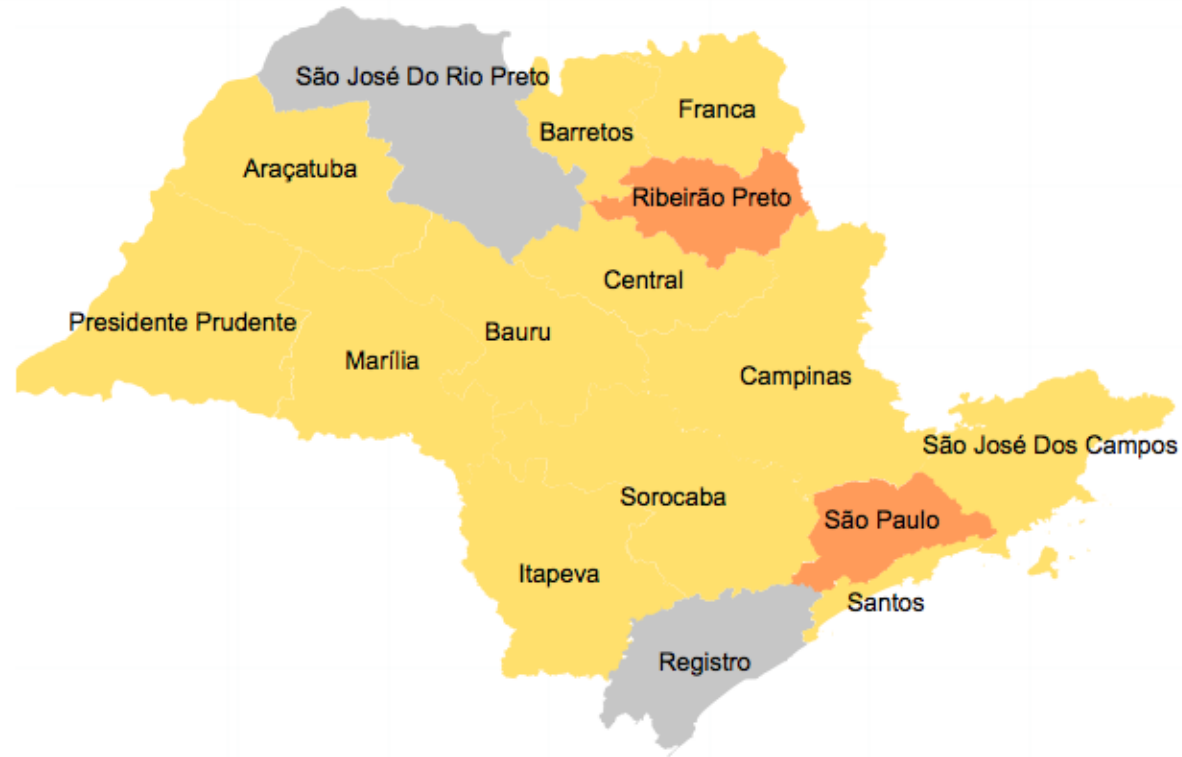 São José Do Rio Preto
Franca
Barretos
Araçatuba
Ribeirão Preto
Central
Presidente Prudente
Bauru
Marília
Campinas
São José Dos Campos
Sorocaba
São Paulo
Itapeva
Santos
Registro